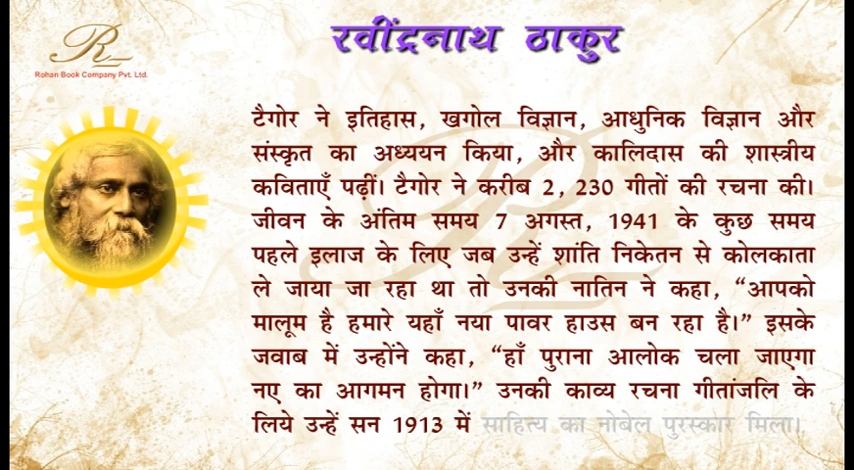 R
Rohan Book Company Pvt. Ltd.
रवींद्रनाथ ठाकुर
टैगोर ने इतिहास, खगोल विज्ञान, आधुनिक विज्ञान और
संस्कृत का अध्ययन किया, और कालिदास की शास्त्रीय
कविताएँ पढ़ीं। टैगोर ने करीब 2, 230 गीतों की रचना की।
जीवन के अंतिम समय 7 अगस्त, 1941 के कुछ समय
पहले इलाज के लिए जब उन्हें शांति निकेतन से कोलकाता
ले जाया जा रहा था तो उनकी नातिन ने कहा, “आपको
मालूम है हमारे यहाँ नया पावर हाउस बन रहा है।” इसके
जवाब में उन्होंने कहा, “हाँ पुराना आलोक चला जाएगा
नए का आगमन होगा।” उनकी काव्य रचना गीतांजलि के
लिये उन्हें सन 1913 में साहित्य का नोबेल पुरस्कार मिला।